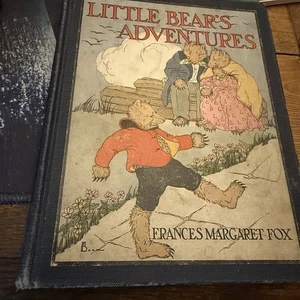 LITTLE BEAR'S
ADVENTURES
FRANCES MARGARET FOX